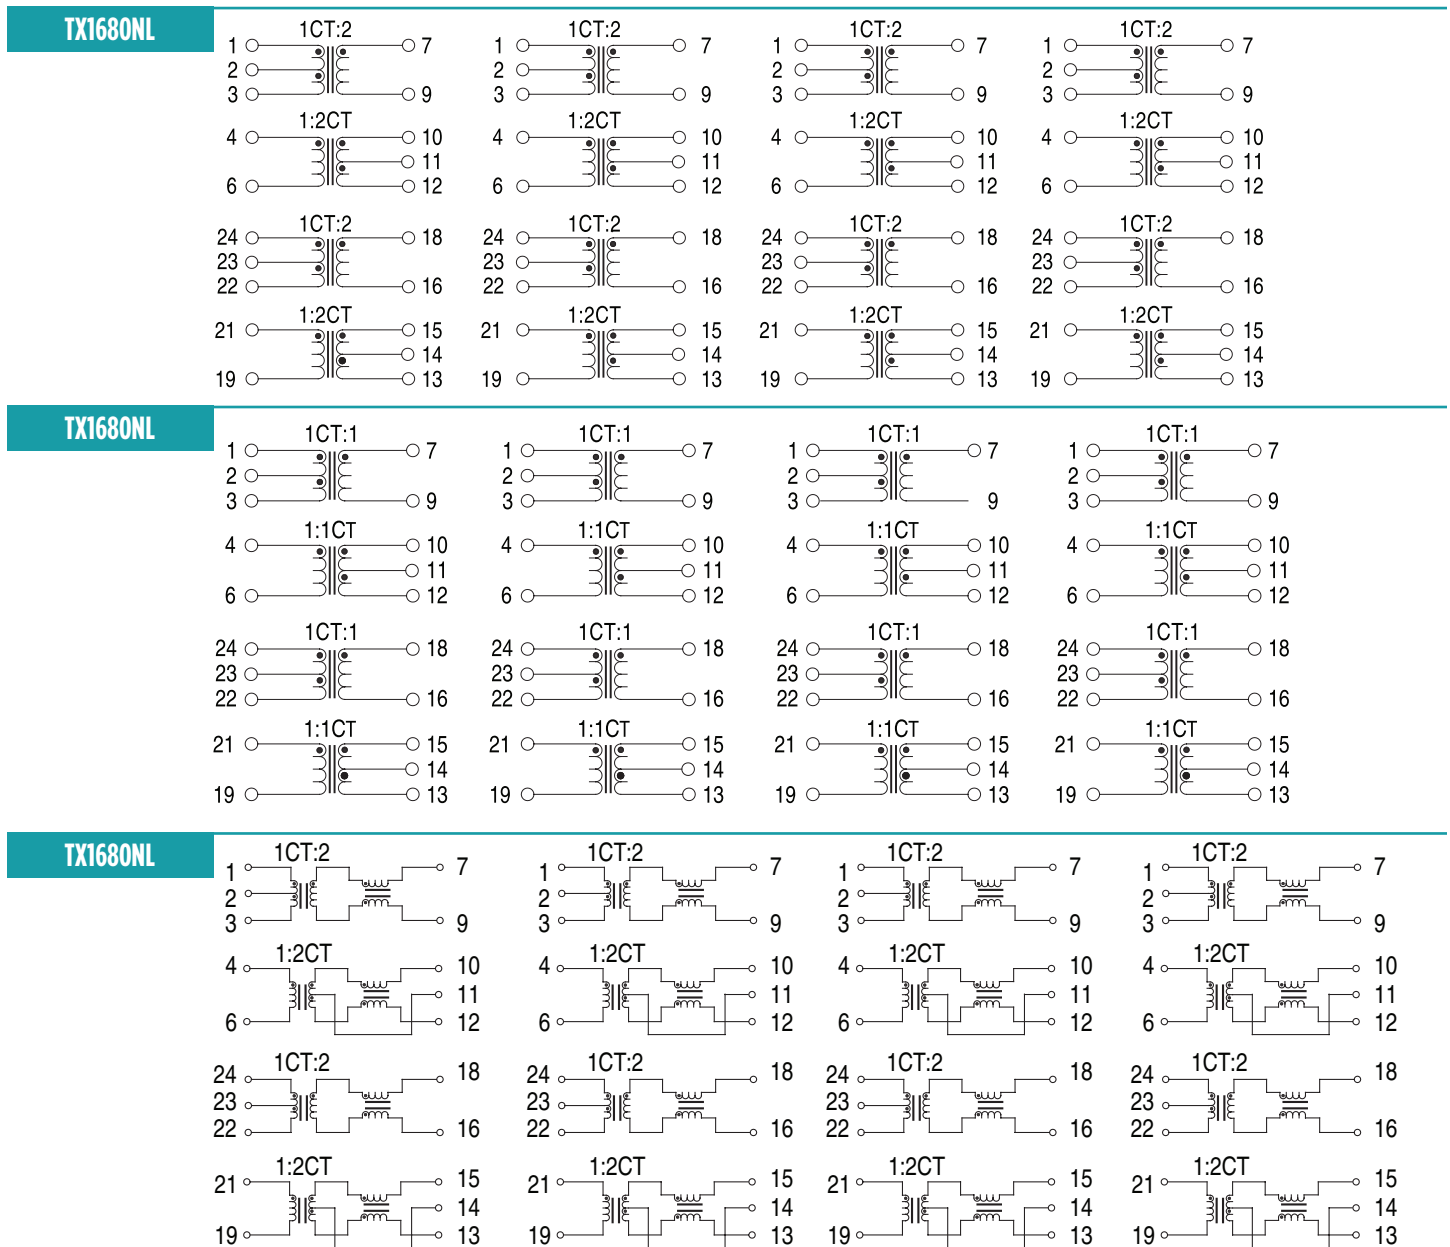 TX1680NL
1CT:2 1CT:2 1CT:2 1CT:2
1 7 1 7 1 7 1 7
2 2 2 2
3 9 3 9 3 9 3 9
1:2CT 1:2CT 1:2CT 1:2CT
4 10 4 10 4 10 4 10
11 11 11 11
6 12 6 12 6 12 6 12
1CT:2 1CT:2 1CT:2 1CT:2
24 18 24 18 24 18 24 18
23 23 23 23
22 16 22 16 22 16 22 16
1:2CT 1:2CT 1:2CT 1:2CT
21 15 21 15 21 15 21 15
14 14 14 14
19 13 19 13 19 13 19 13
TX1680NL
1CT:1 1CT:1 1CT:1 1CT:1
1 7 1 7 1 7 1 7
2 2 2 2
3 9 3 9 3 9 3 9
1:1CT 1:1CT 1:1CT 1:1CT
4 10 4 10 4 10 4 10
11 11 11 11
6 12 6 12 6 12 6 12
1CT:1 1CT:1 1CT:1 1CT:1
24 18 24 18 24 18 24 18
23 23 23 23
22 16 22 16 22 16 22 16
1:1CT 1:1CT 1:1CT 1:1CT
21 15 21 15 21 15 21 15
14 14 14 14
19 13 19 13 19 13 19 13
TX1680NL
1CT:2 1CT:2 1CT:2 1CT:2
1 7 1 7 1 7 1 7
2 2 2 2
3 9 3 9 3 9 3 9
1:2CT 1:2CT 1:2CT 1:2CT
4 10 4 10 4 10 4 10
11 11 11 11
6 12 6 12 6 12 6 12
1CT:2 1CT:2 1CT:2 1CT:2
24 18 24 18 24 18 24 18
23 23 23 23
22 16 22 16 22 16 22 16
1:2CT 1:2CT 1:2CT 1:2CT
21 15 21 15 21 15 21 15
14 14 14 14
19 13 19 13 19 13 19 13